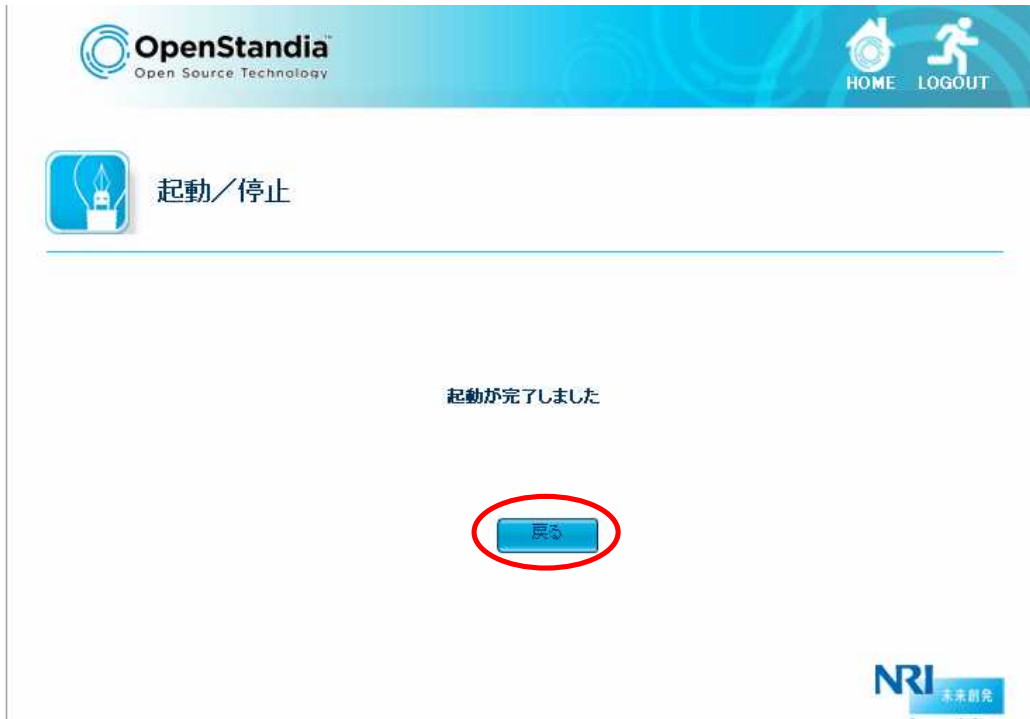 OpenStandia™
Open Source Technology
HOME LOGOUT
起動／停止
起動が完了しました
戻る
NRI 未来創発